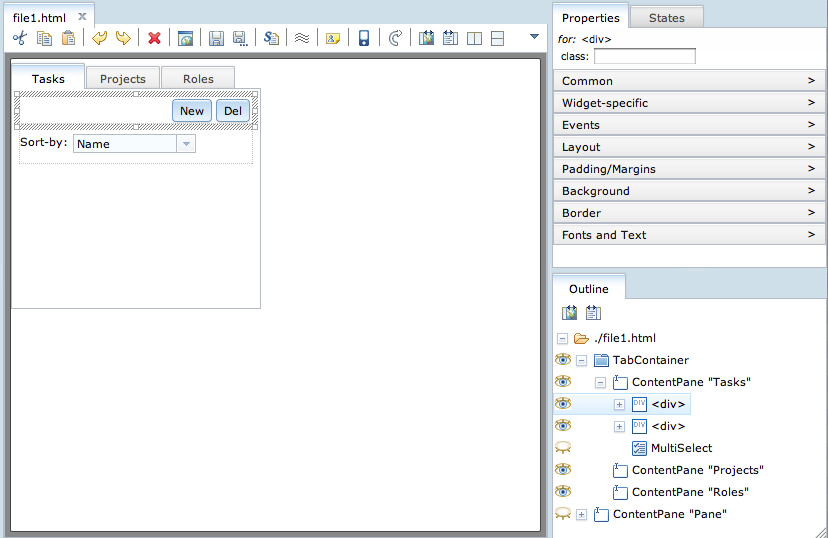 file1.html
Tasks
Projects
Roles
New
Del
Sort-by:
Name
Properties
States
for: <div>
class:
Common >
Widget-specific >
Events >
Layout >
Padding/Margins >
Background >
Border >
Fonts and Text >
Outline
./file1.html
TabContainer
ContentPane "Tasks"
DIV <div>
DIV <div>
MultiSelect
ContentPane "Projects"
ContentPane "Roles"
ContentPane "Pane"